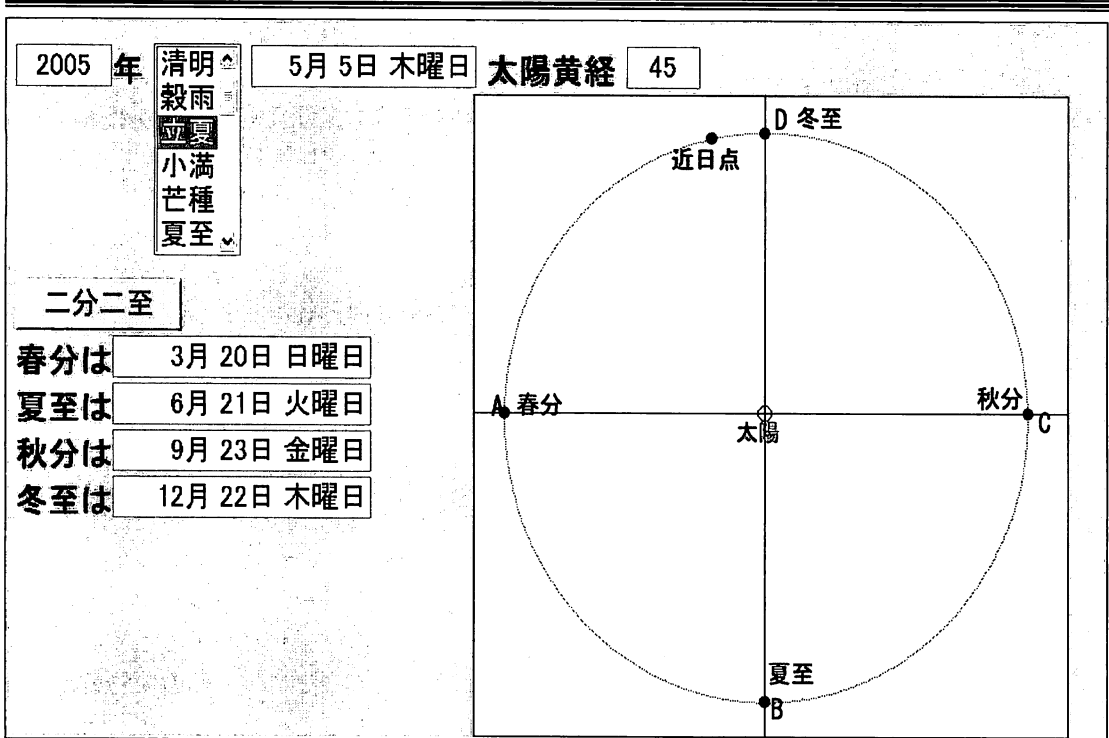 2005 年 清明 5月 5日 木曜日 太陽黄経 45
穀雨
立夏
小満
芒種
夏至
二分二至
春分は 3月 20日 日曜日
夏至は 6月 21日 火曜日
秋分は 9月 23日 金曜日
冬至は 12月 22日 木曜日
D 冬至
近日点
A 春分
太陽
秋分
C
夏至
B